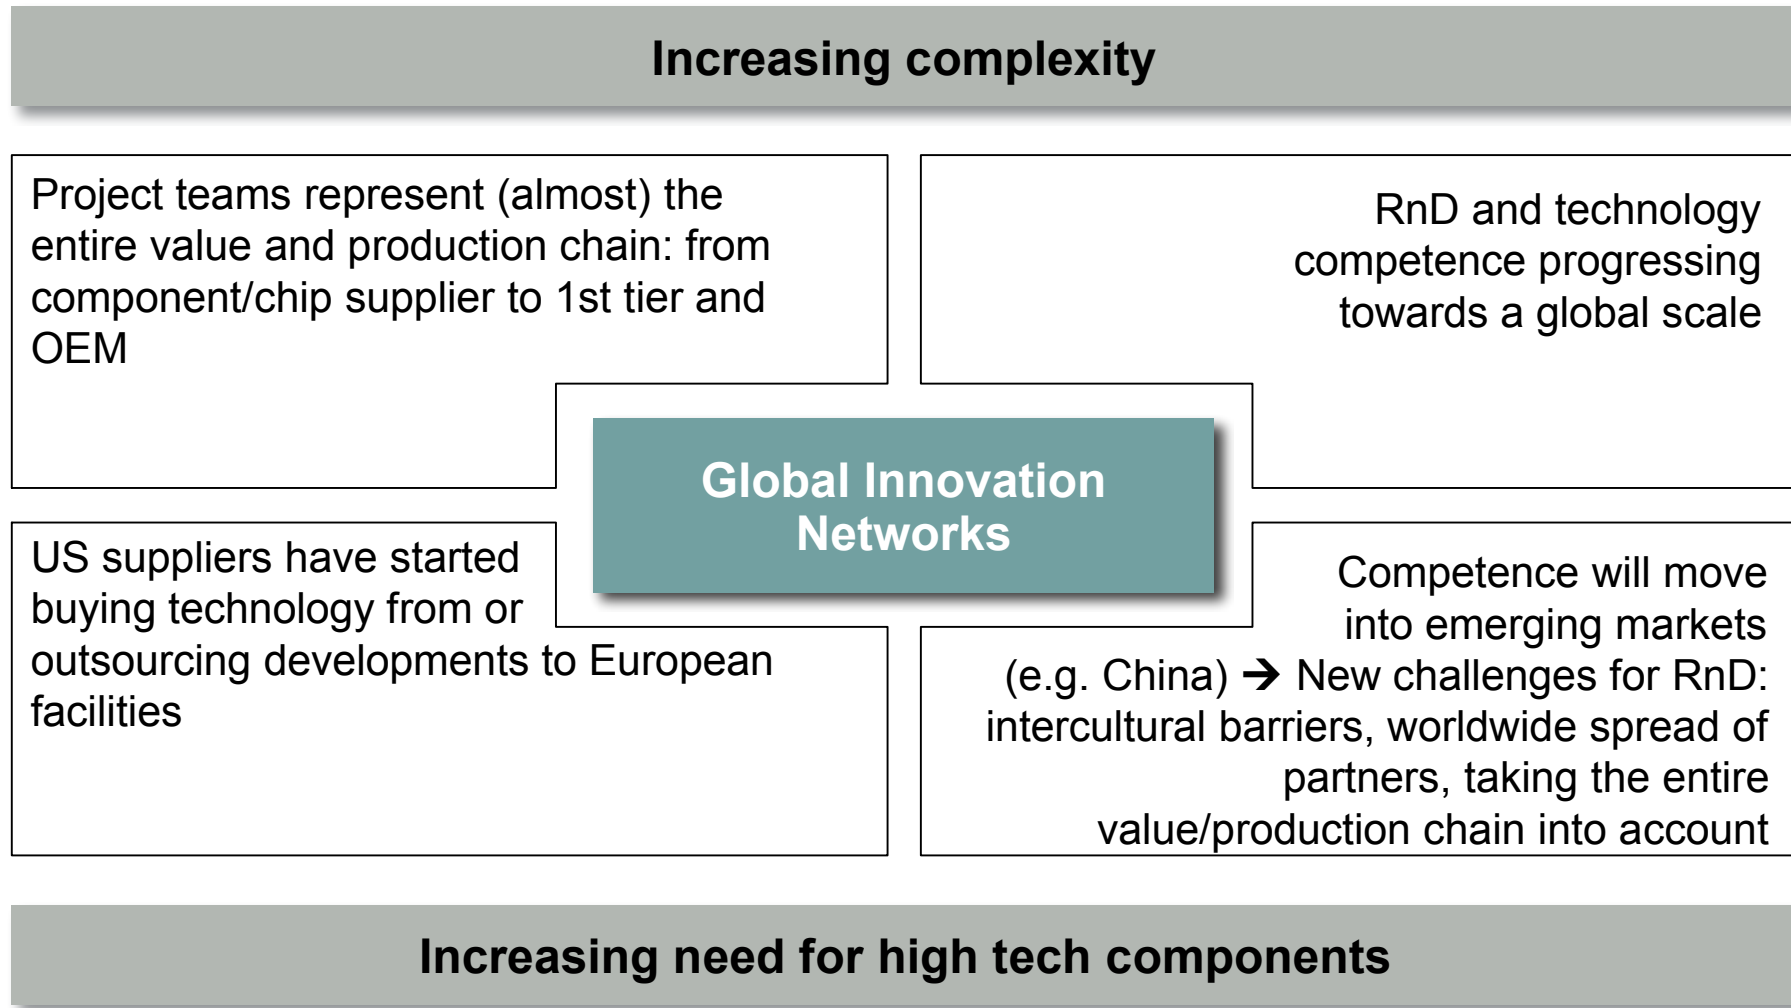 Increasing complexity
Project teams represent (almost) the
entire value and production chain: from
component/chip supplier to 1st tier and
OEM
RnD and technology
competence progressing
towards a global scale
Global Innovation
Networks
US suppliers have started
buying technology from or
outsourcing developments to European
facilities
Competence will move
into emerging markets
(e.g. China) ➔ New challenges for RnD:
intercultural barriers, worldwide spread of
partners, taking the entire
value/production chain into account
Increasing need for high tech components